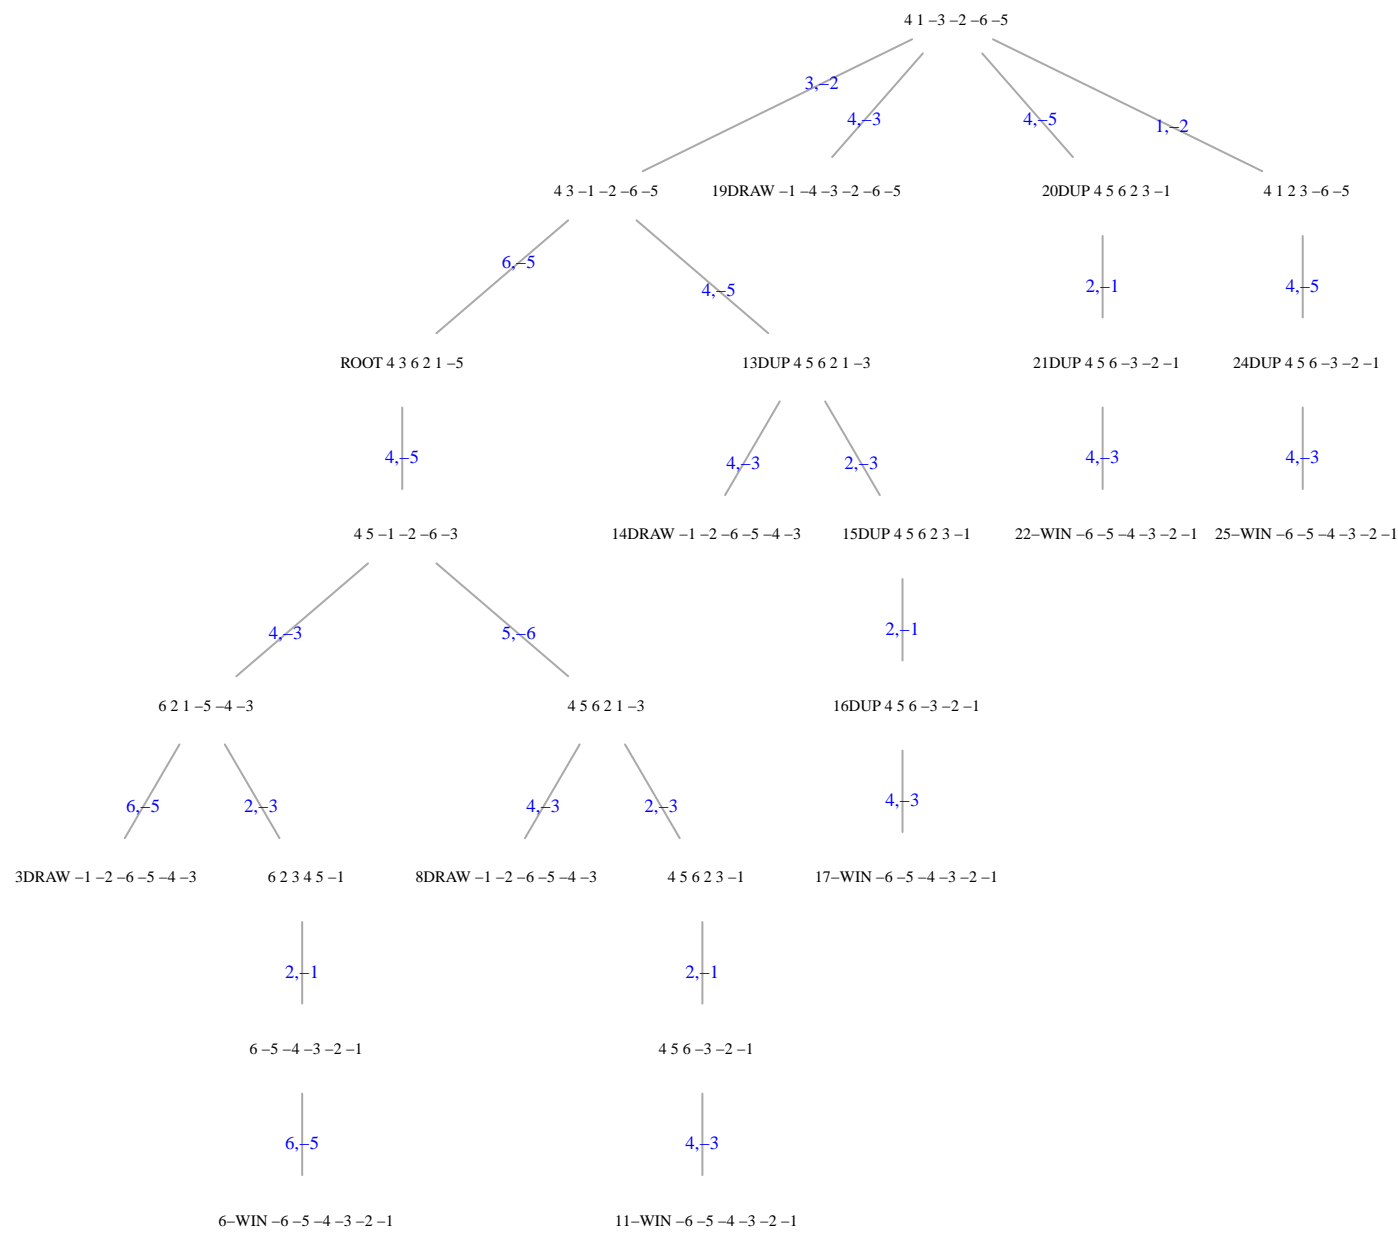 4 1 –3 –2 –6 –5
3,–2
4,–3
4,–5
1,–2
4 3 –1 –2 –6 –5
19DRAW –1 –4 –3 –2 –6 –5
20DUP 4 5 6 2 3 –1
4 1 2 3 –6 –5
6,–5
4,–5
2,–1
4,–5
ROOT 4 3 6 2 1 –5
13DUP 4 5 6 2 1 –3
21DUP 4 5 6 –3 –2 –1
24DUP 4 5 6 –3 –2 –1
4,–5
4,–3
2,–3
4,–3
4,–3
4 5 –1 –2 –6 –3
14DRAW –1 –2 –6 –5 –4 –3
15DUP 4 5 6 2 3 –1
22–WIN –6 –5 –4 –3 –2 –1
25–WIN –6 –5 –4 –3 –2 –1
4,–3
5,–6
2,–1
6 2 1 –5 –4 –3
4 5 6 2 1 –3
16DUP 4 5 6 –3 –2 –1
6,–5
2,–3
4,–3
2,–3
4,–3
3DRAW –1 –2 –6 –5 –4 –3
6 2 3 4 5 –1
8DRAW –1 –2 –6 –5 –4 –3
4 5 6 2 3 –1
17–WIN –6 –5 –4 –3 –2 –1
2,–1
2,–1
6 –5 –4 –3 –2 –1
4 5 6 –3 –2 –1
6,–5
4,–3
6–WIN –6 –5 –4 –3 –2 –1
11–WIN –6 –5 –4 –3 –2 –1